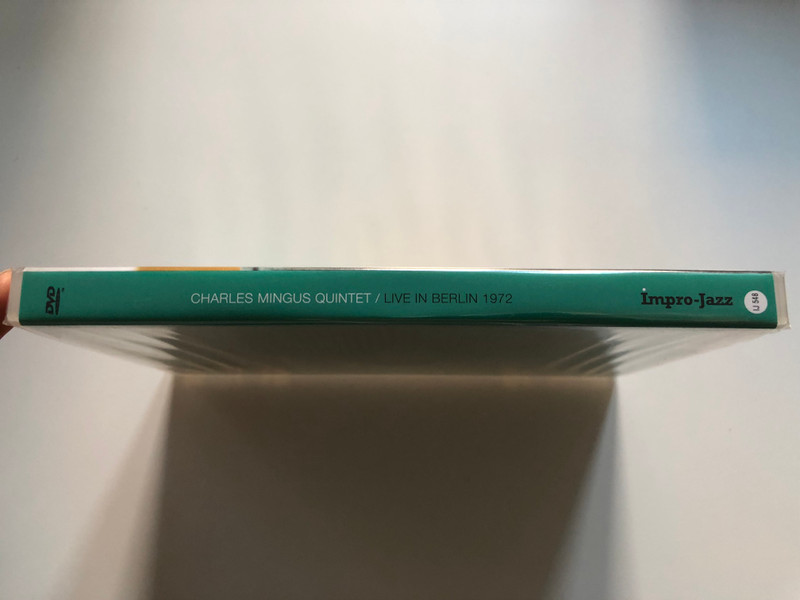 DVD
CHARLES MINGUS QUINTET / LIVE IN BERLIN 1972
Impro-Jazz
IJ 548